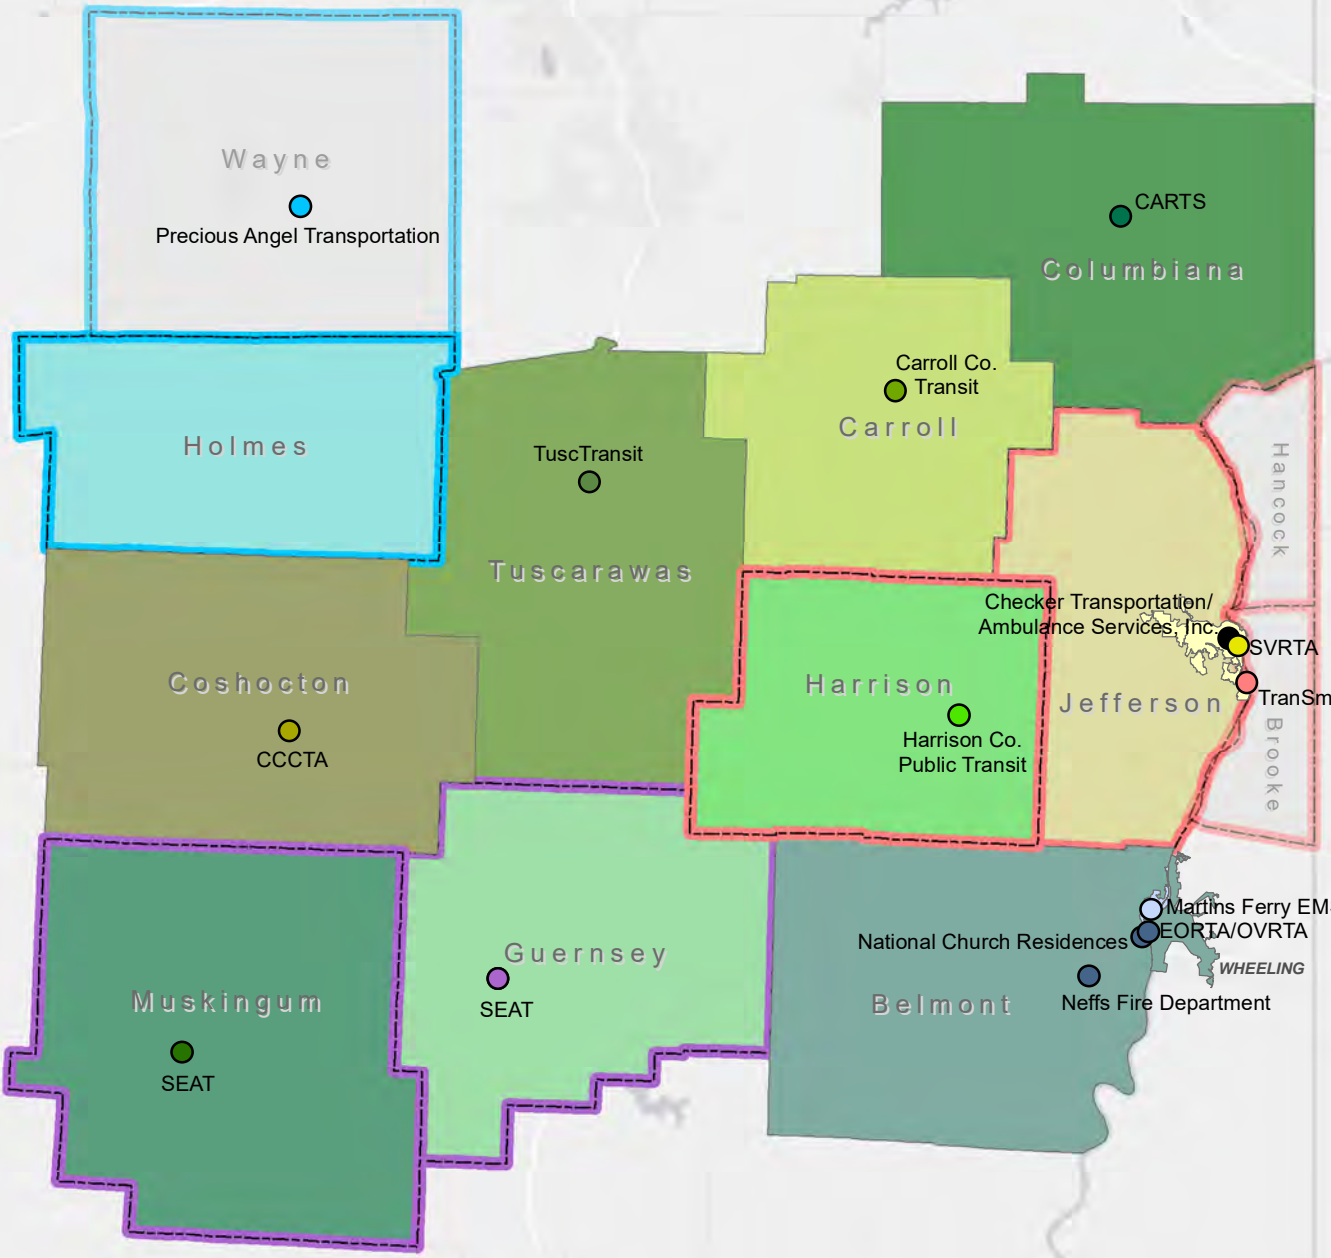 Wayne
Precious Angel Transportation
CARTS
Columbiana
Holmes
Carroll Co.
Transit
Carroll
TuscTransit
Tuscarawas
Hancock
Checker Transportation/
Ambulance Services, Inc.
SVRTA
TranSm
Coshocton
CCCTA
Harrison
Harrison Co.
Public Transit
Jefferson
Brooke
Martins Ferry EM
EORTA/OVRTA
National Church Residences
WHEELING
Neffs Fire Department
Belmont
Guernsey
SEAT
Muskingum
SEAT